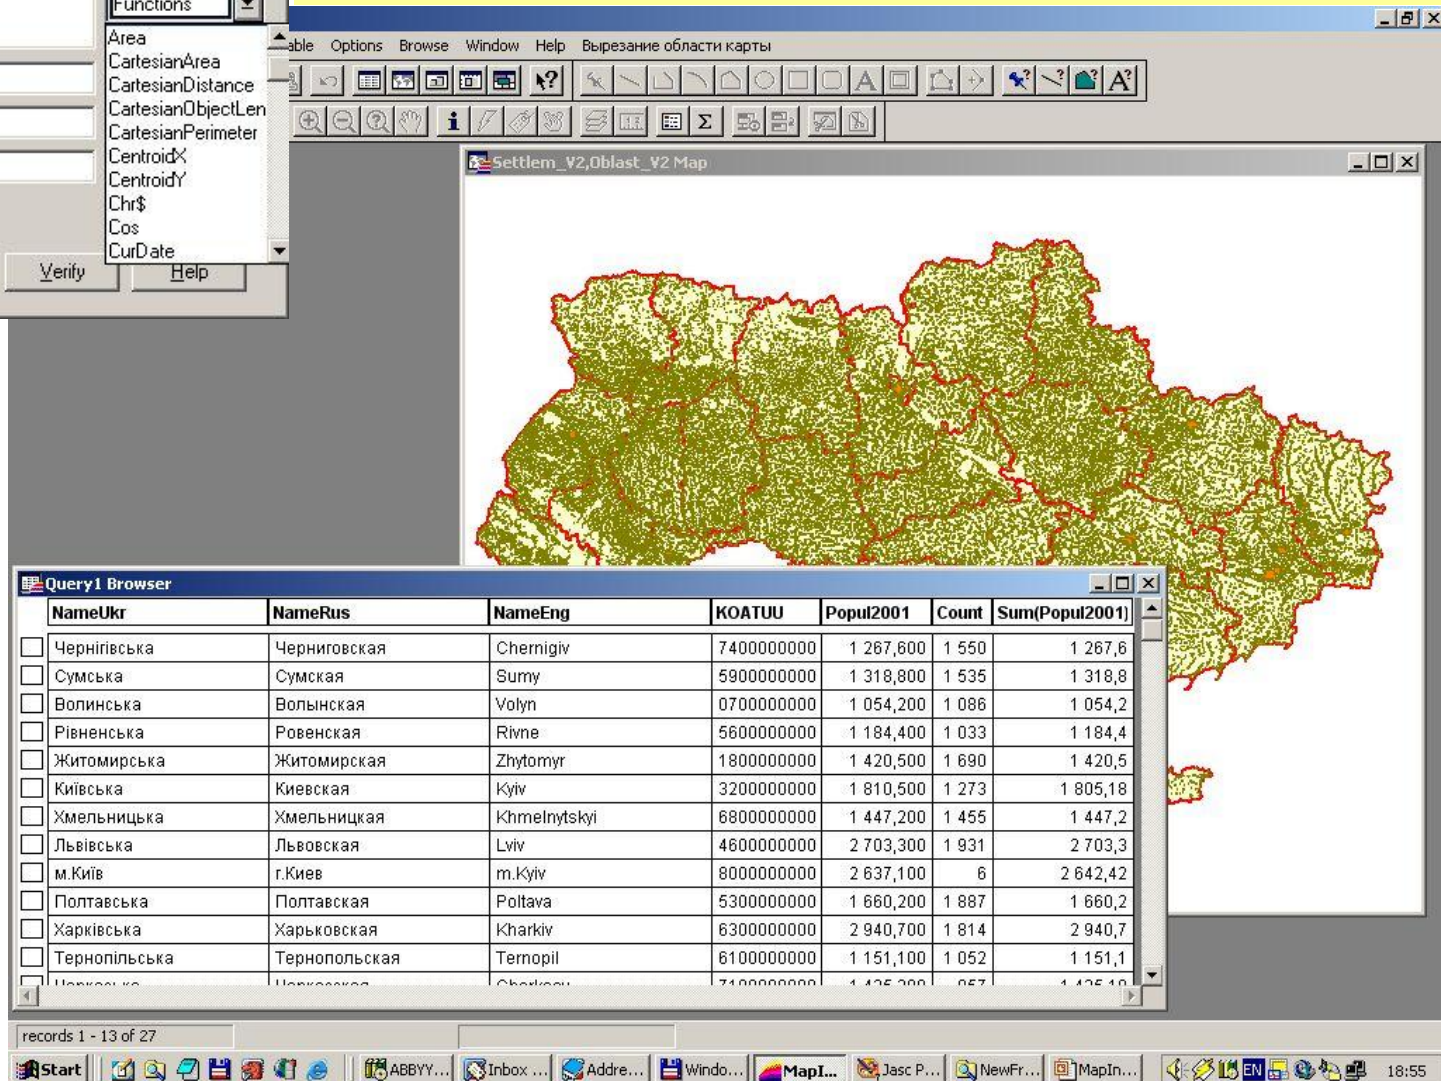 Functions
Area
CartesianArea
CartesianDistance
CartesianObjectLen
CartesianPerimeter
CentroidX
CentroidY
Chr$
Cos
CurDate
Verify Help
able Options Browse Window Help Вырезание области карты
Settlem_V2,Oblast_V2 Map
Query1 Browser
NameUkr NameRus NameEng KOATUU Popul2001 Count Sum(Popul2001)
Чернігівська Черниговская Chernigiv 7400000000 1 267,600 1 550 1 267,6
Сумська Сумская Sumy 5900000000 1 318,800 1 535 1 318,8
Волинська Волынская Volyn 0700000000 1 054,200 1 086 1 054,2
Рівненська Ровенская Rivne 5600000000 1 184,400 1 033 1 184,4
Житомирська Житомирская Zhytomyr 1800000000 1 420,500 1 690 1 420,5
Київська Киевская Kyiv 3200000000 1 810,500 1 273 1 805,18
Хмельницька Хмельницкая Khmelnytskyi 6800000000 1 447,200 1 455 1 447,2
Львівська Львовская Lviv 4600000000 2 703,300 1 931 2 703,3
м.Київ г.Киев m.Kyiv 8000000000 2 637,100 6 2 642,42
Полтавська Полтавская Poltava 5300000000 1 660,200 1 887 1 660,2
Харківська Харьковская Kharkiv 6300000000 2 940,700 1 814 2 940,7
Тернопільська Тернопольская Ternopil 6100000000 1 151,100 1 052 1 151,1
records 1 - 13 of 27
Start ABBYY... Inbox ... Addre... Windo... MapI... Jasc P... NewFr... MapIn... EN 18:55